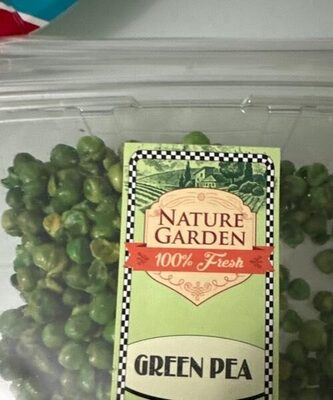 NATURE
GARDEN
100% Fresh
GREEN PEA